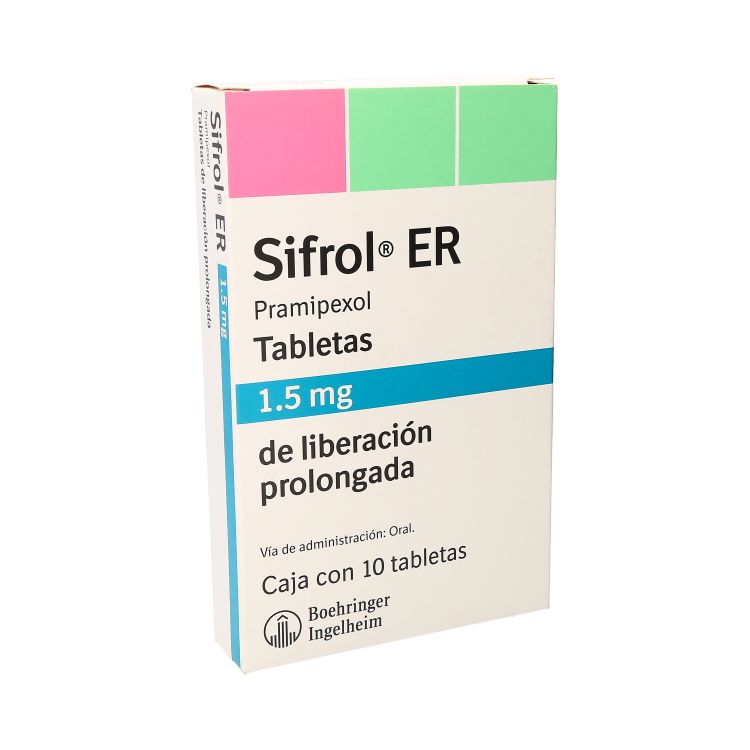 Sifrol® ER
Pramipexol
Tabletas de liberación prolongada
1.5 mg
Sifrol® ER
Pramipexol
Tabletas
1.5 mg
de liberación
prolongada
Vía de administración: Oral.
Caja con 10 tabletas
Boehringer
Ingelheim